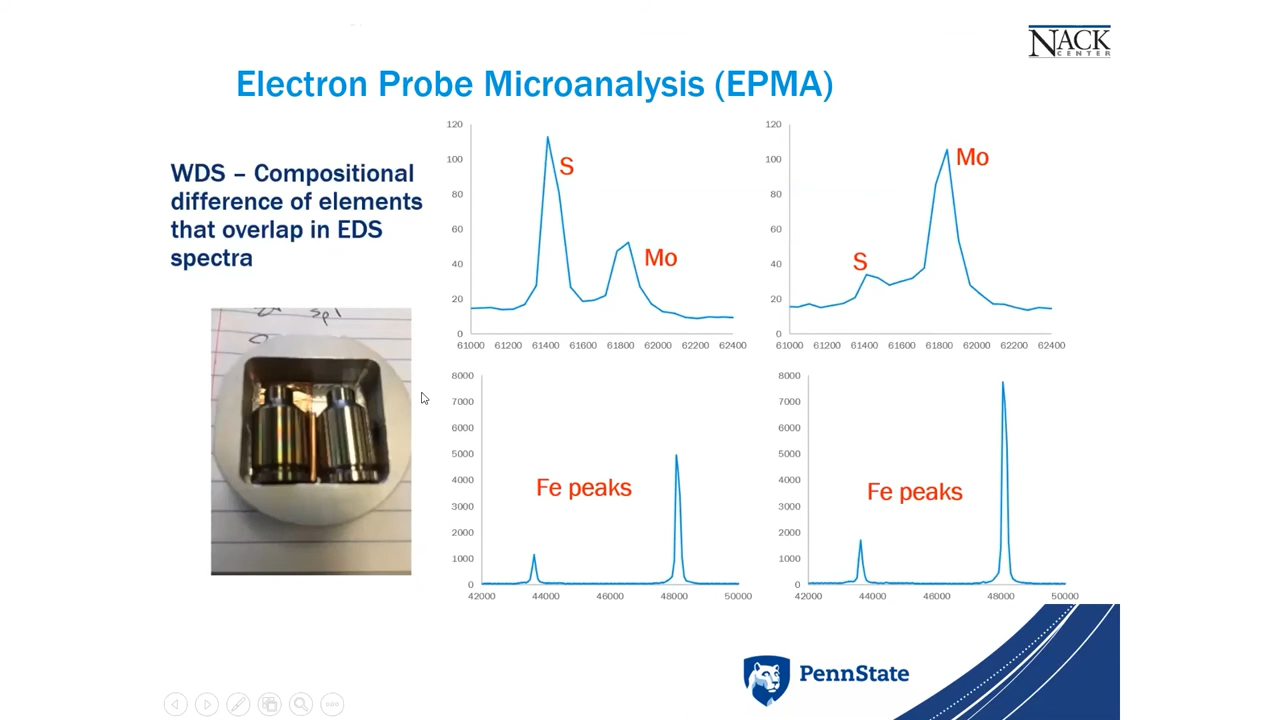 NACK
CENTER
Electron Probe Microanalysis (EPMA)
WDS – Compositional
difference of elements
that overlap in EDS
spectra
spl
120
100
80
60
40
20
0
S
Mo
61000 61200 61400 61600 61800 62000 62200 62400
120
100
80
60
40
20
0
S
Mo
61000 61200 61400 61600 61800 62000 62200 62400
8000
7000
6000
5000
4000
3000
2000
1000
0
Fe peaks
42000 44000 46000 48000 50000
8000
7000
6000
5000
4000
3000
2000
1000
0
Fe peaks
42000 44000 46000 48000 50000
PennState